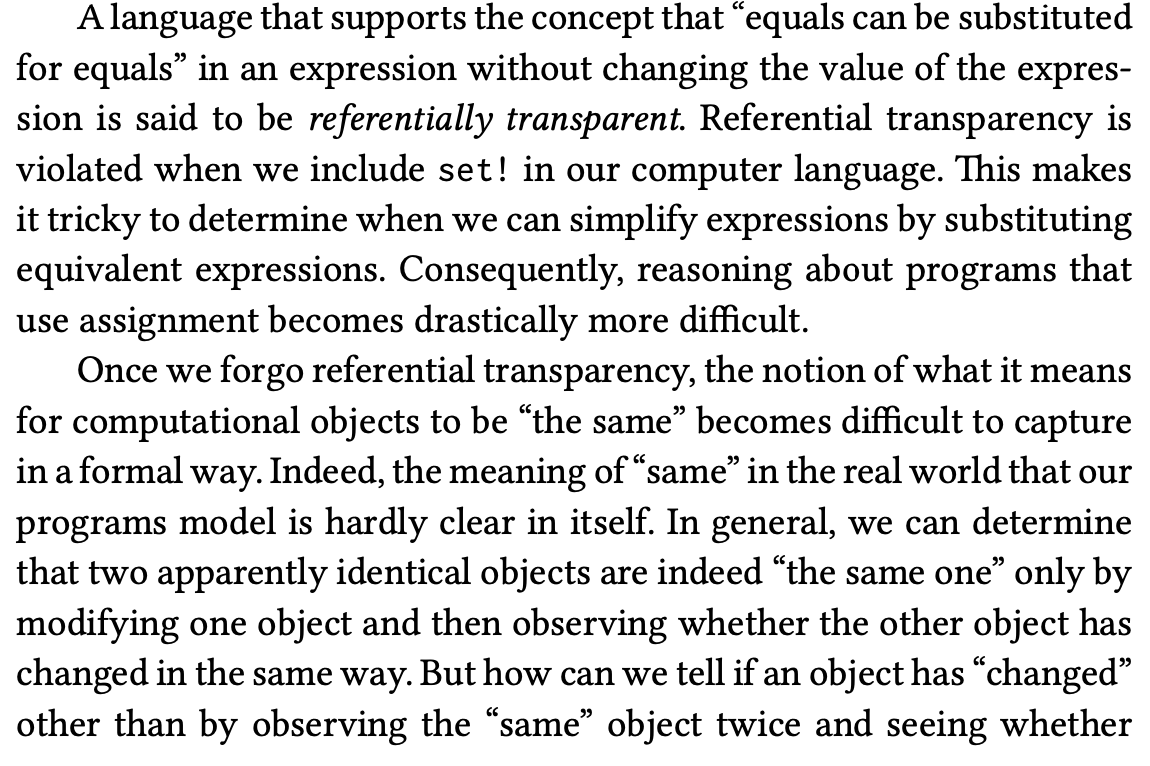 A language that supports the concept that “equals can be substituted
for equals” in an expression without changing the value of the expres-
sion is said to be referentially transparent. Referential transparency is
violated when we include set! in our computer language. This makes
it tricky to determine when we can simplify expressions by substituting
equivalent expressions. Consequently, reasoning about programs that
use assignment becomes drastically more difficult.
Once we forgo referential transparency, the notion of what it means
for computational objects to be “the same” becomes difficult to capture
in a formal way. Indeed, the meaning of “same” in the real world that our
programs model is hardly clear in itself. In general, we can determine
that two apparently identical objects are indeed “the same one” only by
modifying one object and then observing whether the other object has
changed in the same way. But how can we tell if an object has “changed”
other than by observing the “same” object twice and seeing whether